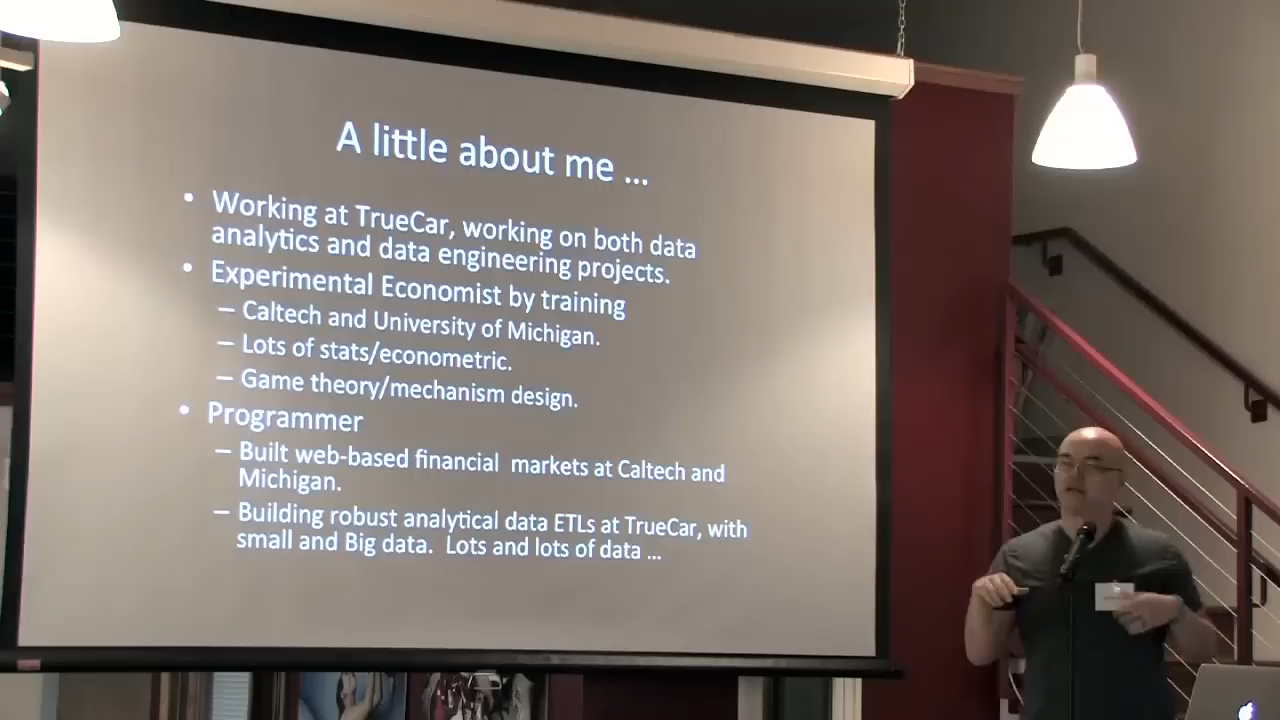 A little about me ...
• Working at TrueCar, working on both data
analytics and data engineering projects.
• Experimental Economist by training
– Caltech and University of Michigan.
– Lots of stats/econometric.
– Game theory/mechanism design.
• Programmer
– Built web-based financial  markets at Caltech and
Michigan.
– Building robust analytical data ETLs at TrueCar, with
small and Big data.  Lots and lots of data ...